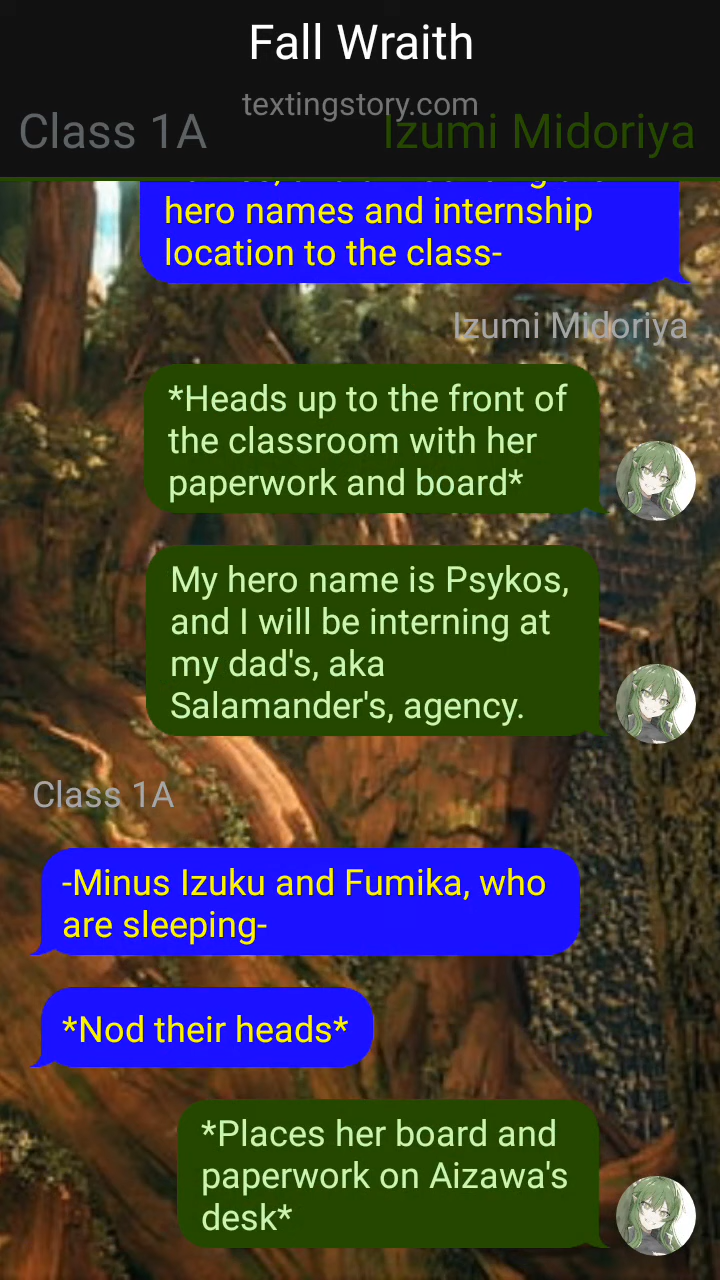 Fall Wraith
textingstory.com
Class 1A
Izumi Midoriya
hero names and internship
location to the class-
Izumi Midoriya
*Heads up to the front of
the classroom with her
paperwork and board*
My hero name is Psykos,
and I will be interning at
my dad's, aka
Salamander's, agency.
Class 1A
-Minus Izuku and Fumika, who
are sleeping-
*Nod their heads*
*Places her board and
paperwork on Aizawa's
desk*